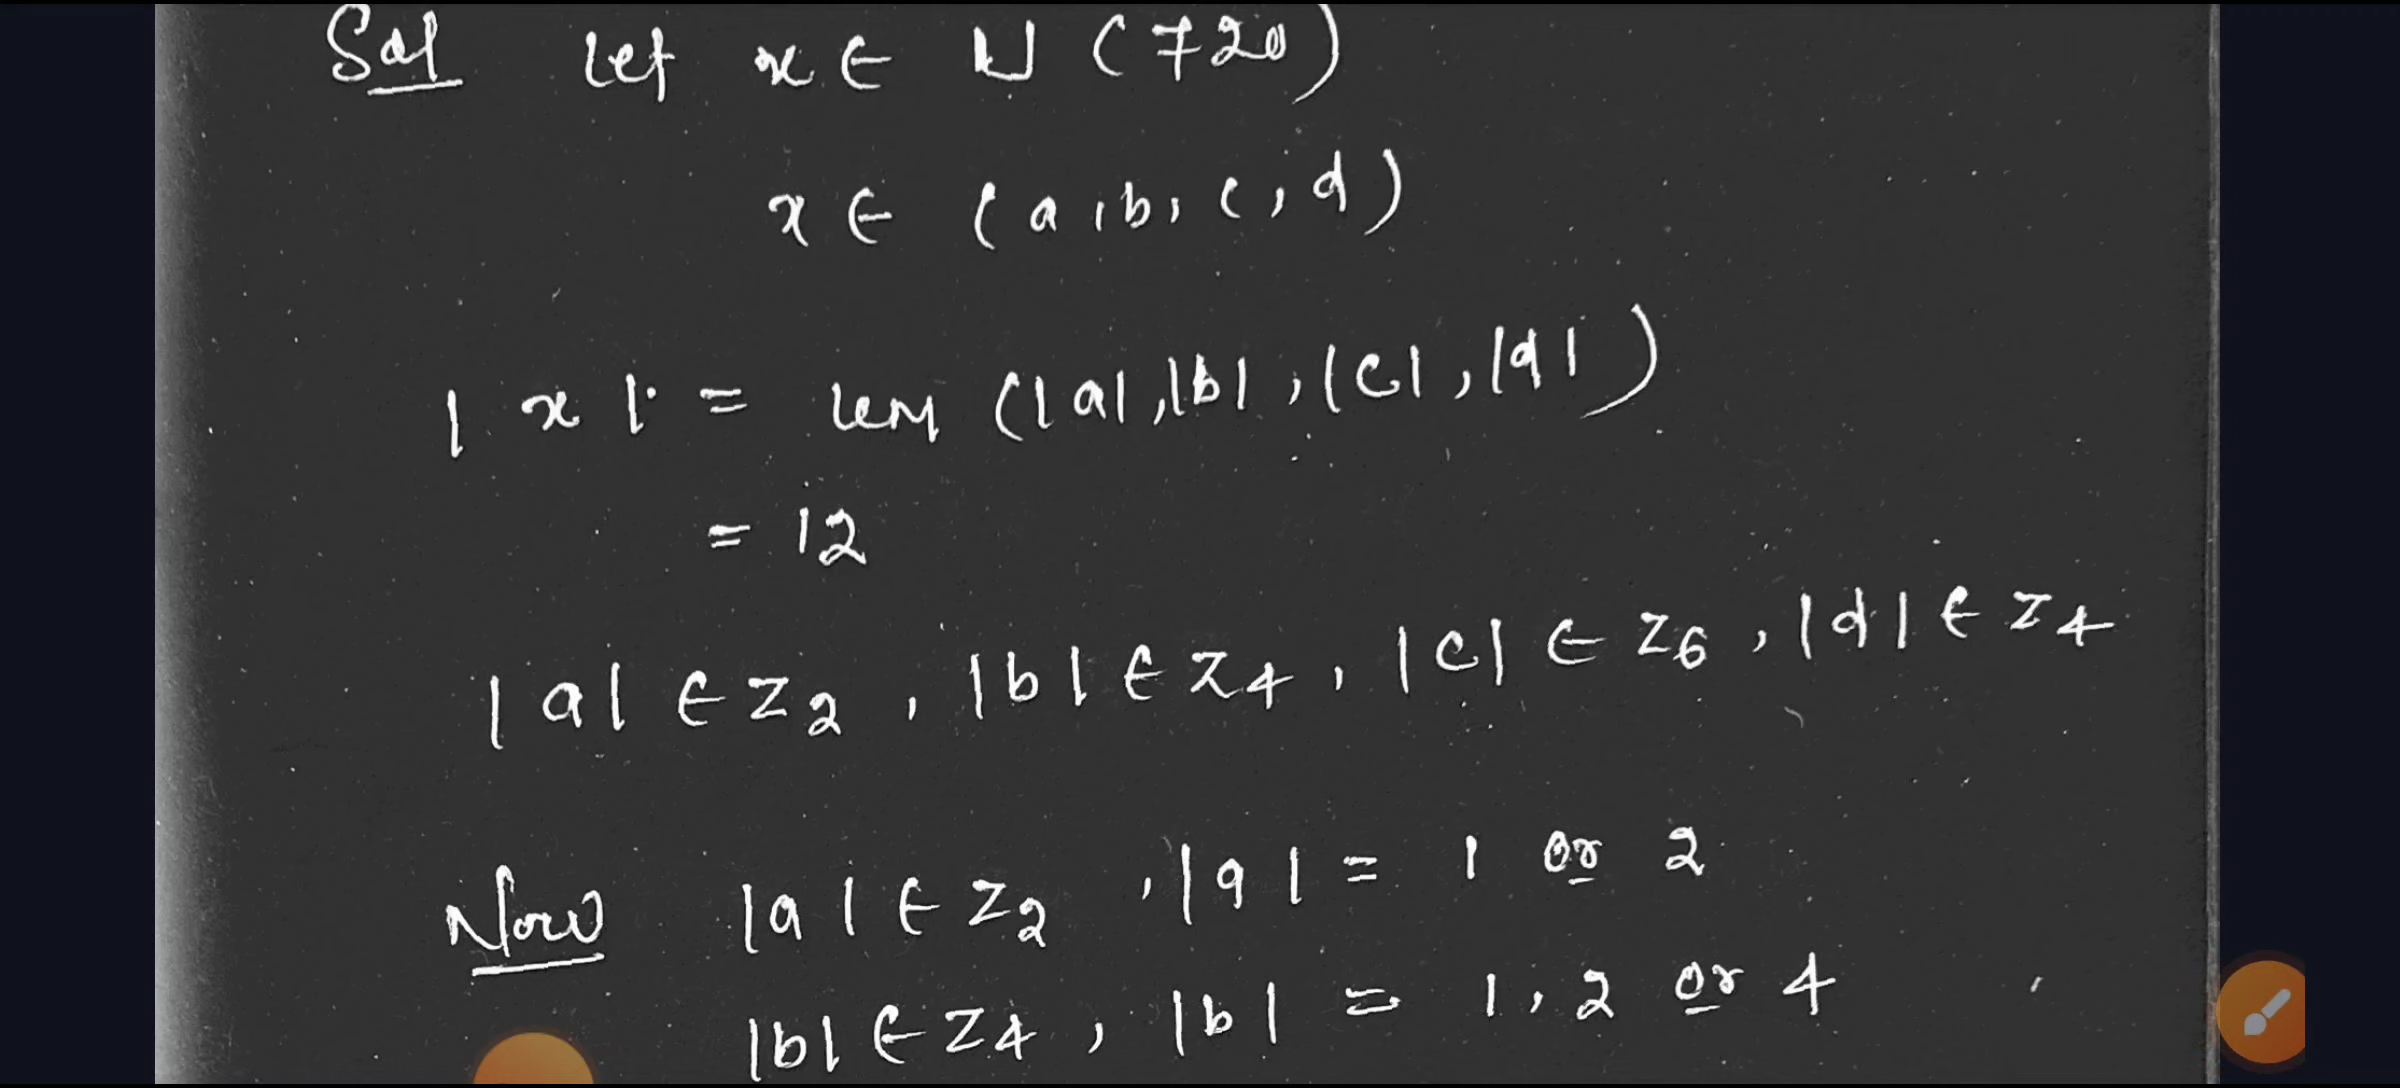 Sol Let x ∈ U (720)
x ∈ (a, b, c, d)
|x| = lcm (|a|, |b|, |c|, |d|)
= 12
|a| ∈ Z2, |b| ∈ Z4, |c| ∈ Z6, |d| ∈ Z4
Now |a| ∈ Z2, |a| = 1 or 2
|b| ∈ Z4, |b| = 1, 2 or 4